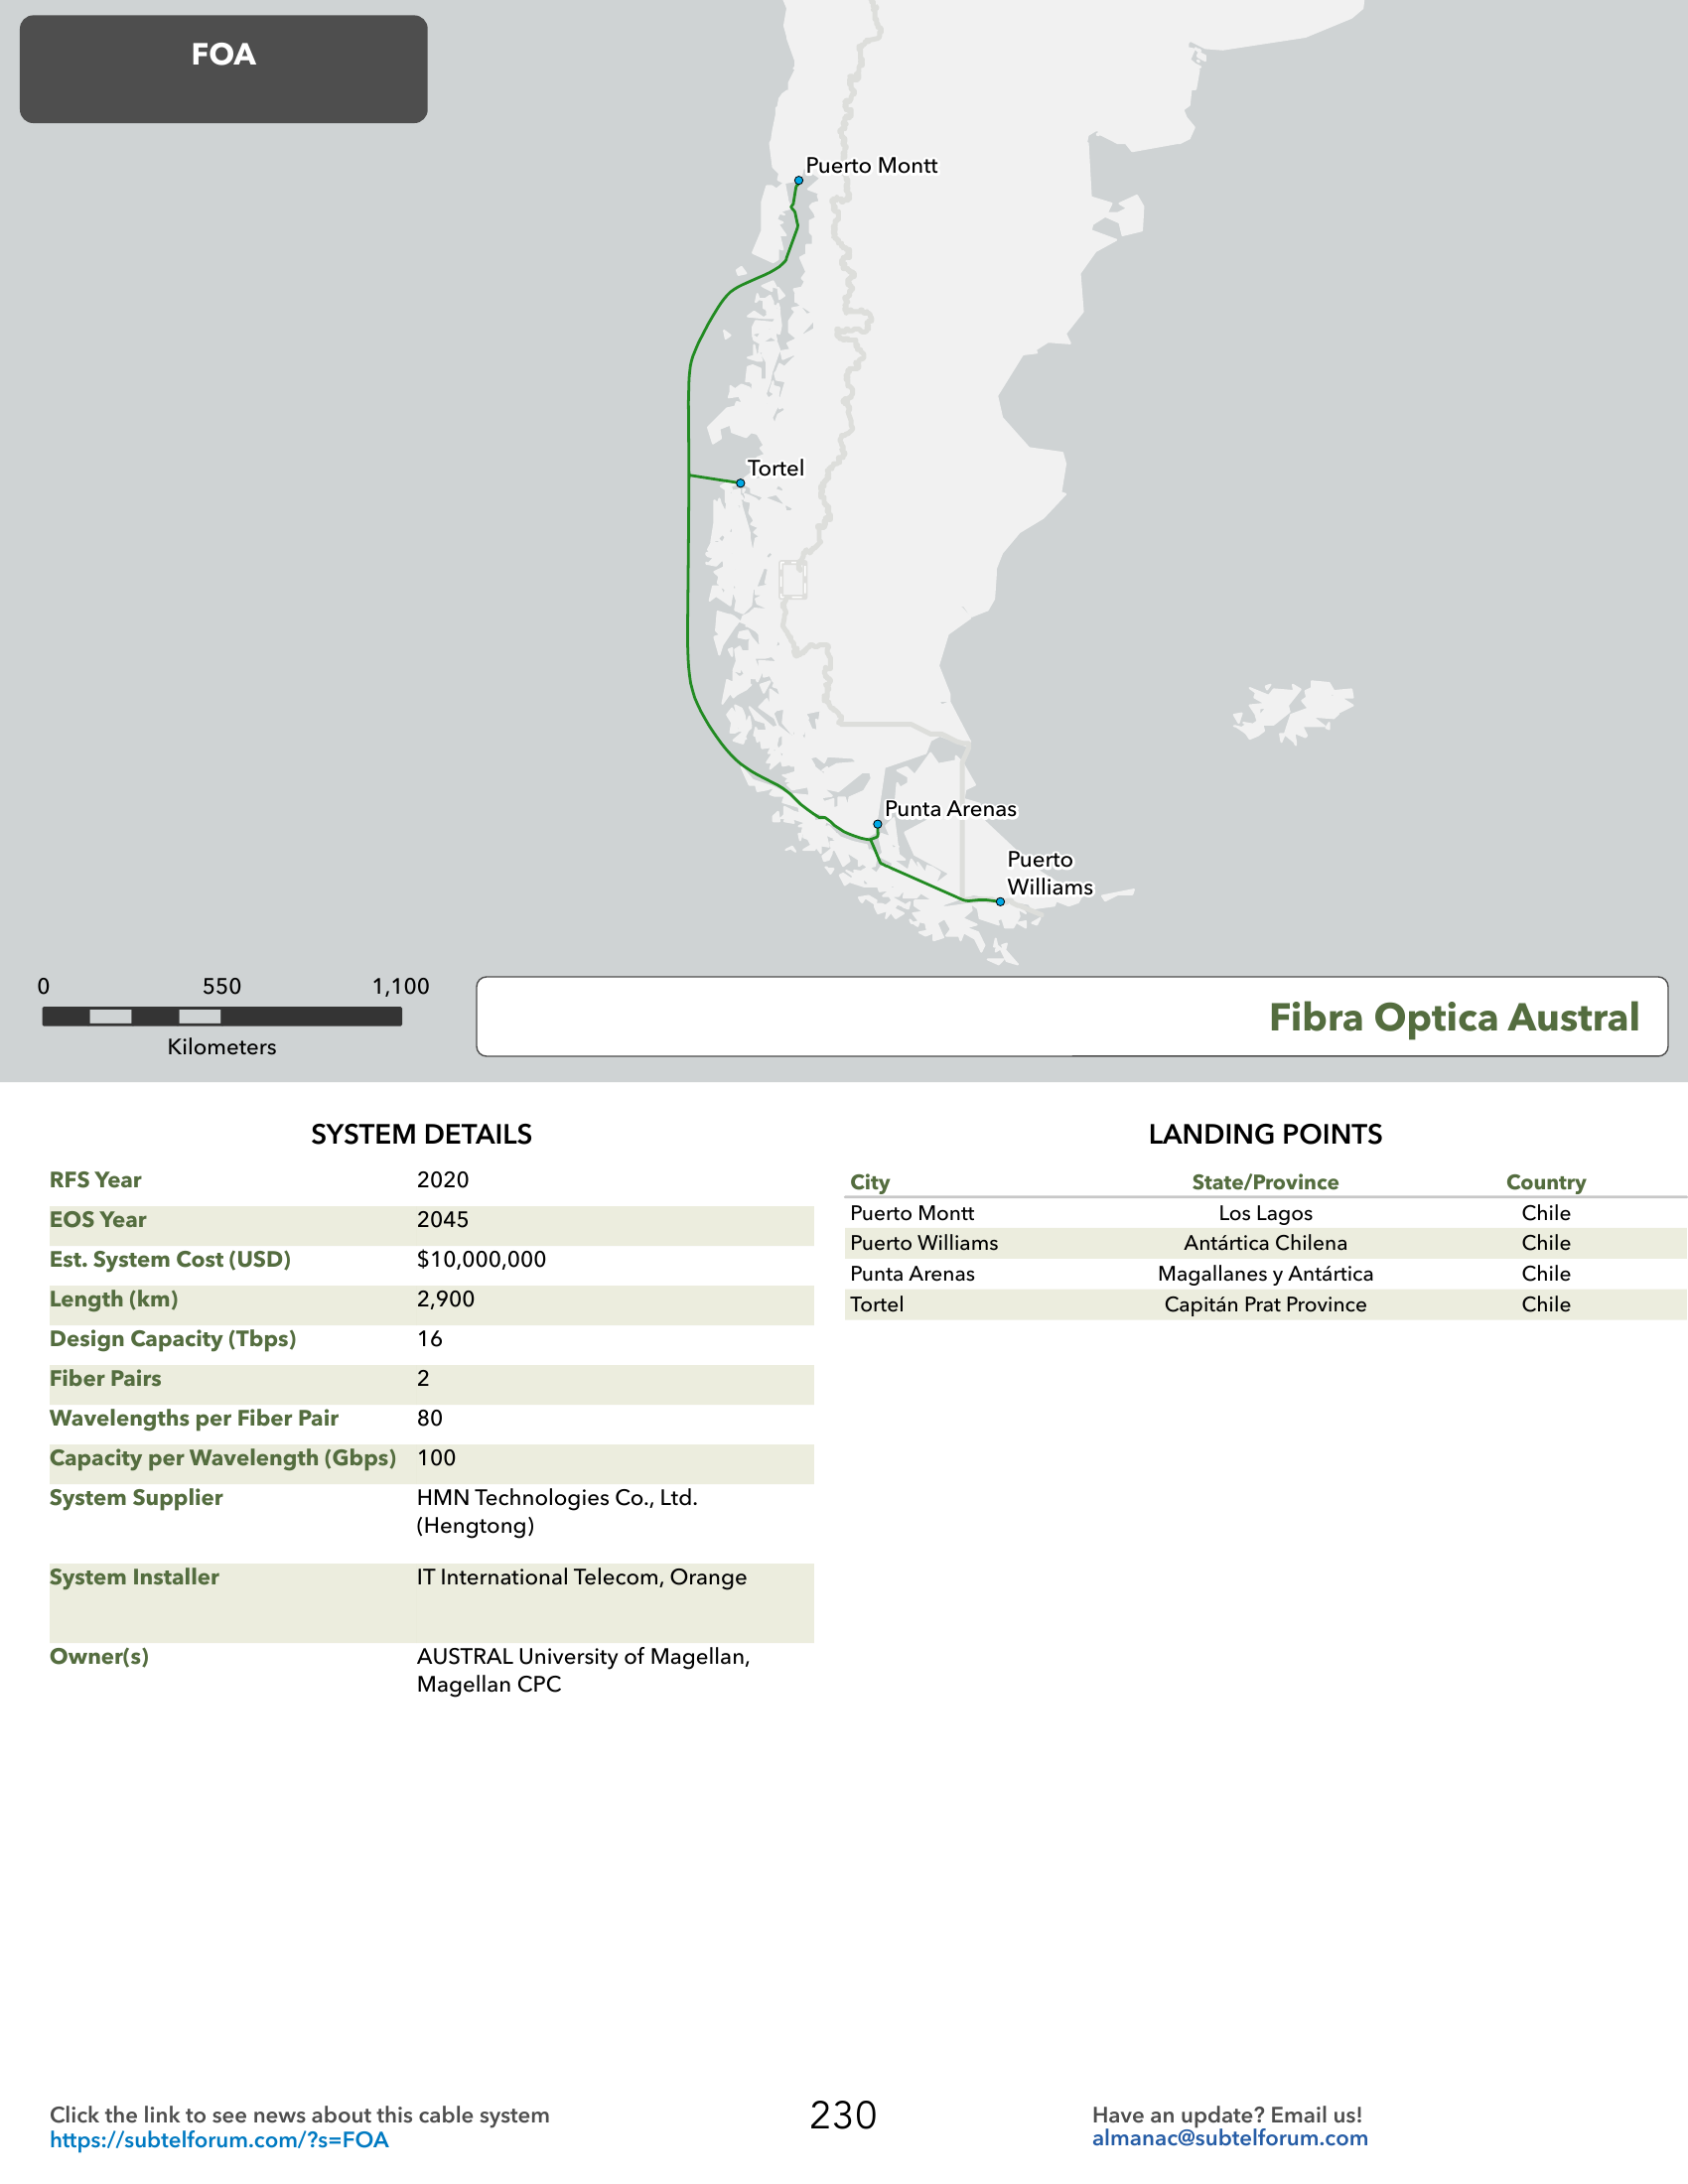 FOA
Puerto Montt
Tortel
Punta Arenas
Puerto
Williams
0 550 1,100
Kilometers
Fibra Optica Austral
SYSTEM DETAILS
RFS Year 2020
EOS Year 2045
Est. System Cost (USD) $10,000,000
Length (km) 2,900
Design Capacity (Tbps) 16
Fiber Pairs 2
Wavelengths per Fiber Pair 80
Capacity per Wavelength (Gbps) 100
System Supplier HMN Technologies Co., Ltd.
(Hengtong)
System Installer IT International Telecom, Orange
Owner(s) AUSTRAL University of Magellan,
Magellan CPC
LANDING POINTS
City State/Province Country
Puerto Montt Los Lagos Chile
Puerto Williams Antártica Chilena Chile
Punta Arenas Magallanes y Antártica Chile
Tortel Capitán Prat Province Chile
Click the link to see news about this cable system
https://subtelforum.com/?s=FOA
230
Have an update? Email us!
almanac@subtelforum.com